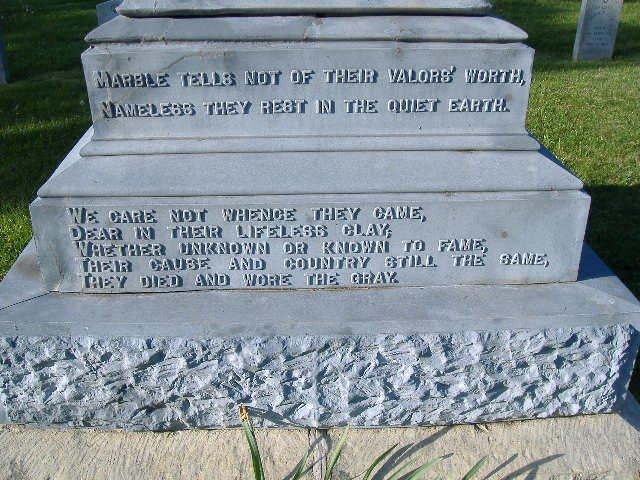 MARBLE TELLS NOT OF THEIR VALORS' WORTH,
NAMELESS THEY REST IN THE QUIET EARTH.
WE CARE NOT WHENCE THEY CAME,
DEAR IN THEIR LIFELESS CLAY,
WHETHER UNKNOWN OR KNOWN TO FAME,
THEIR CAUSE AND COUNTRY STILL THE SAME,
THEY DIED AND WORE THE GRAY.